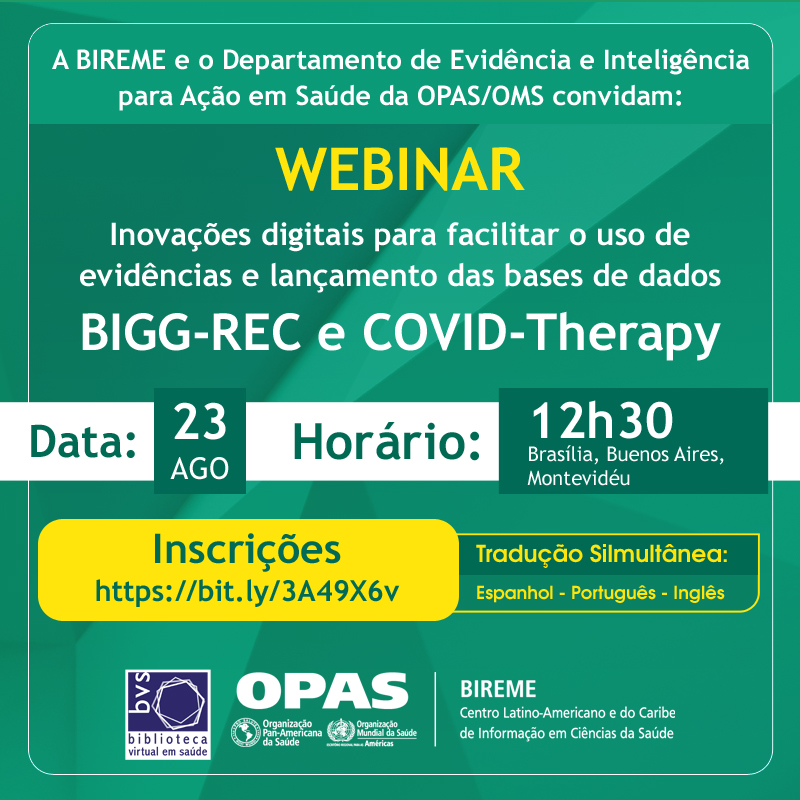 A BIREME e o Departamento de Evidência e Inteligência
para Ação em Saúde da OPAS/OMS convidam:
WEBINAR
Inovações digitais para facilitar o uso de
evidências e lançamento das bases de dados
BIGG-REC e COVID-Therapy
Data:
23
AGO
Horário:
12h30
Brasília, Buenos Aires,
Montevidéu
Inscrições
https://bit.ly/3A49X6v
Tradução Silmultânea:
Espanhol - Português - Inglês
bvs
biblioteca
virtual em saúde
OPAS
Organização
Pan-Americana
da Saúde
Organização
Mundial da Saúde
ESCRITÓRIO REGIONAL PARA AS Américas
BIREME
Centro Latino-Americano e do Caribe
de Informação em Ciências da Saúde